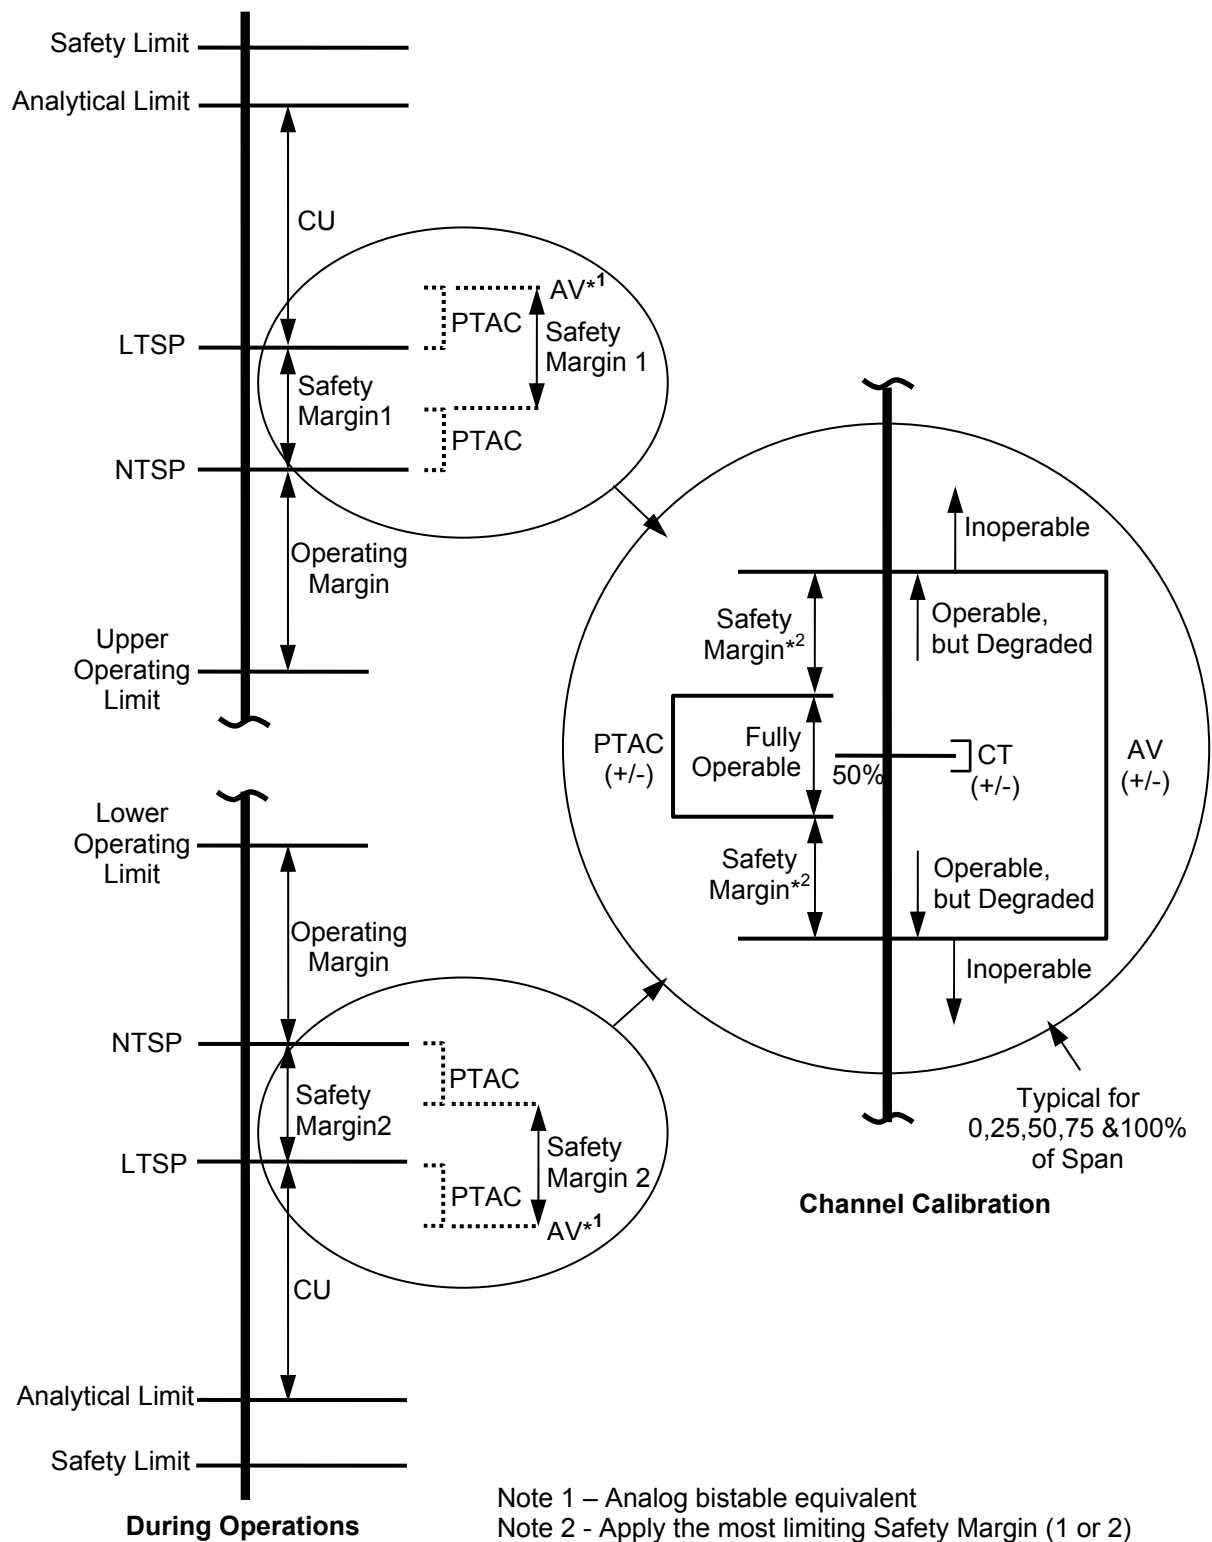 Safety Limit
Analytical Limit
CU
AV*1
PTAC
Safety
Margin 1
LTSP
Safety
Margin1
PTAC
NTSP
Operating
Margin
Upper
Operating
Limit
Lower
Operating
Limit
Operating
Margin
NTSP
PTAC
Safety
Margin2
Safety
Margin 2
LTSP
PTAC
AV*1
CU
Analytical Limit
Safety Limit
During Operations
Inoperable
Safety
Margin*2
Operable,
but Degraded
PTAC
(+/-)
Fully
Operable
50%
CT
(+/-)
AV
(+/-)
Safety
Margin*2
Operable,
but Degraded
Inoperable
Typical for
0,25,50,75 &100%
of Span
Channel Calibration
Note 1 – Analog bistable equivalent
Note 2 - Apply the most limiting Safety Margin (1 or 2)